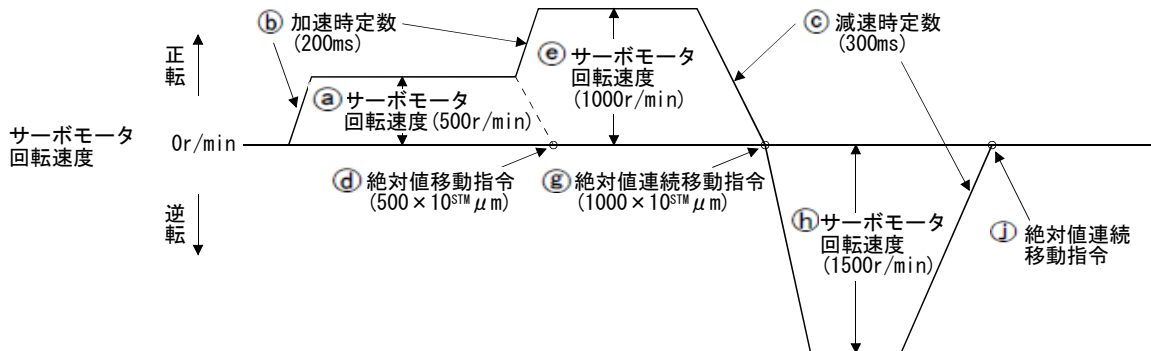 ⓑ 加速時定数
(200ms)
ⓒ 減速時定数
(300ms)
正転
ⓔ サーボモータ
回転速度
(1000r/min)
ⓐ サーボモータ
回転速度(500r/min)
サーボモータ
回転速度
0r/min
ⓓ 絶対値移動指令
(500×10ˢᵀᴹμm)
ⓖ 絶対値連続移動指令
(1000×10ˢᵀᴹμm)
逆転
ⓗ サーボモータ
回転速度
(1500r/min)
ⓙ 絶対値連続
移動指令